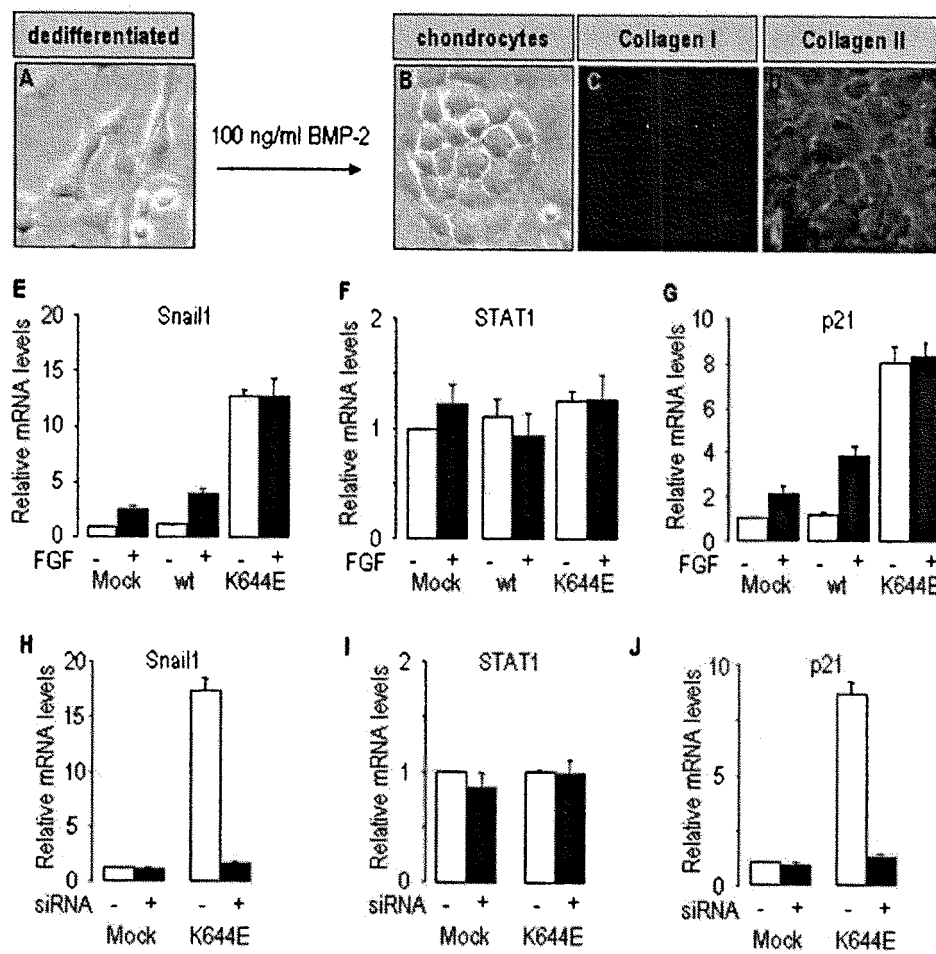 dedifferentiated
chondrocytes
Collagen I
Collagen II
A
100 ng/ml BMP-2
B
C
D
E
Snail1
Relative mRNA levels
20
15
10
5
0
FGF - + - + - +
Mock wt K644E
F
STAT1
Relative mRNA levels
2
1
0
FGF - + - + - +
Mock wt K644E
G
p21
Relative mRNA levels
10
8
6
4
2
0
FGF - + - + - +
Mock wt K644E
H
Snail1
Relative mRNA levels
20
15
10
5
0
siRNA - + - +
Mock K644E
I
STAT1
Relative mRNA levels
2
1
0
siRNA - + - +
Mock K644E
J
p21
Relative mRNA levels
10
5
0
siRNA - + - +
Mock K644E